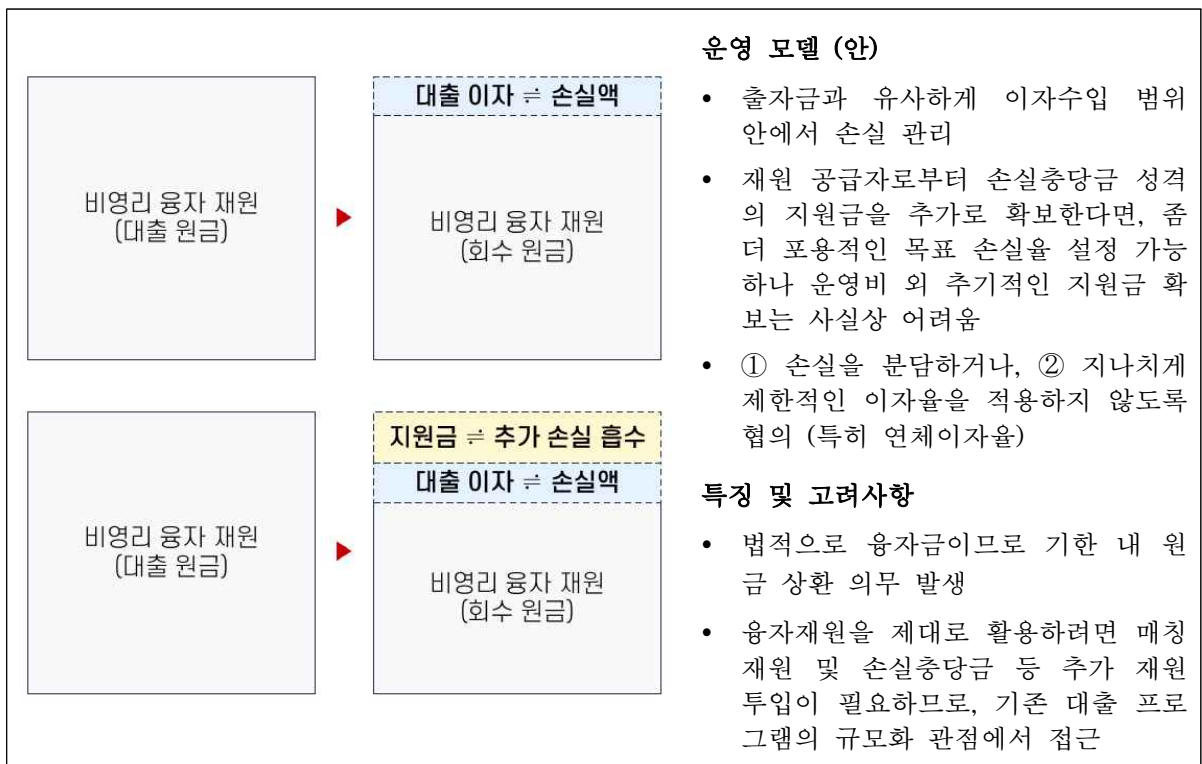 비영리 융자 재원
(대출 원금)
▶
대출 이자 ≒ 손실액
비영리 융자 재원
(회수 원금)
비영리 융자 재원
(대출 원금)
▶
지원금 ≒ 추가 손실 흡수
대출 이자 ≒ 손실액
비영리 융자 재원
(회수 원금)
운영 모델 (안)
• 출자금과 유사하게 이자수입 범위
안에서 손실 관리
• 재원 공급자로부터 손실충당금 성격
의 지원금을 추가로 확보한다면, 좀
더 포용적인 목표 손실율 설정 가능
하나 운영비 외 추기적인 지원금 확
보는 사실상 어려움
• ① 손실을 분담하거나, ② 지나치게
제한적인 이자율을 적용하지 않도록
협의 (특히 연체이자율)
특징 및 고려사항
• 법적으로 융자금이므로 기한 내 원
금 상환 의무 발생
• 융자재원을 제대로 활용하려면 매칭
재원 및 손실충당금 등 추가 재원
투입이 필요하므로, 기존 대출 프로
그램의 규모화 관점에서 접근